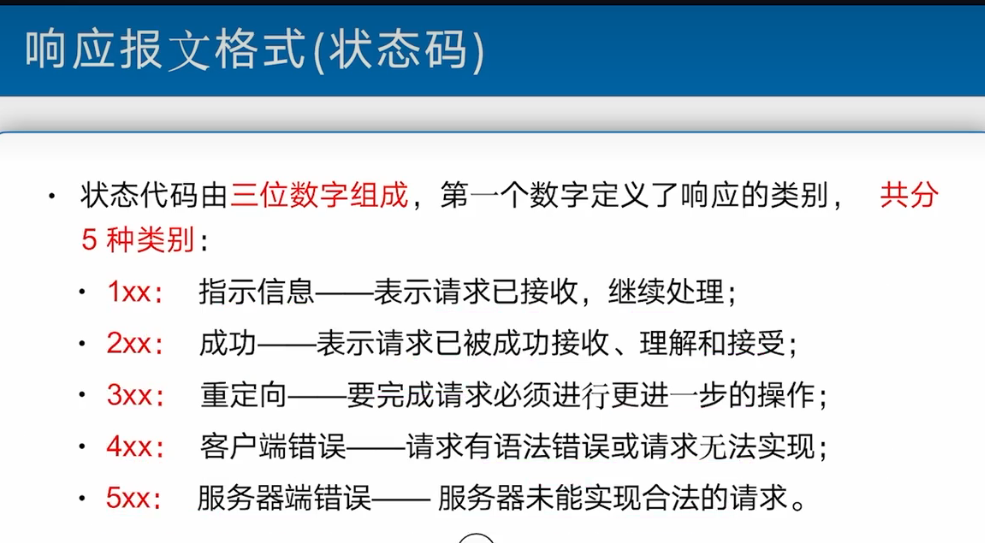 响应报文格式(状态码)
• 状态代码由三位数字组成，第一个数字定义了响应的类别， 共分
5 种类别：
• 1xx： 指示信息——表示请求已接收，继续处理；
• 2xx： 成功——表示请求已被成功接收、理解和接受；
• 3xx： 重定向——要完成请求必须进行更进一步的操作；
• 4xx： 客户端错误——请求有语法错误或请求无法实现；
• 5xx： 服务器端错误—— 服务器未能实现合法的请求。